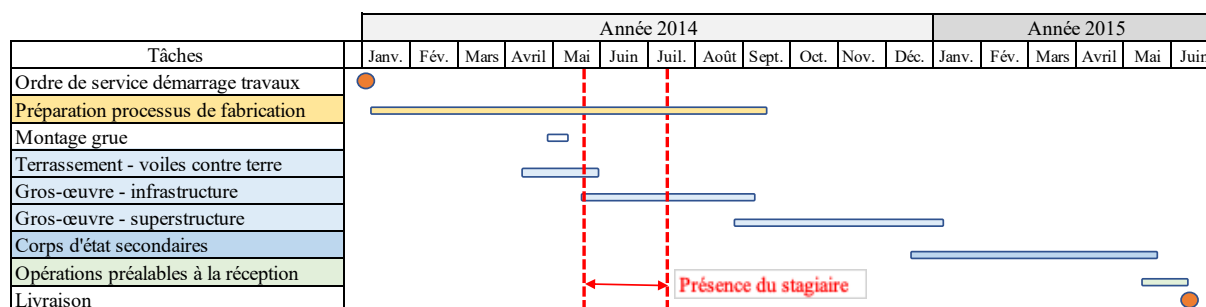 Année 2014 Année 2015
Tâches Janv. Fév. Mars Avril Mai Juin Juil. Août Sept. Oct. Nov. Déc. Janv. Fév. Mars Avril Mai Juin
Ordre de service démarrage travaux
Préparation processus de fabrication
Montage grue
Terrassement - voiles contre terre
Gros-œuvre - infrastructure
Gros-œuvre - superstructure
Corps d'état secondaires
Opérations préalables à la réception
Présence du stagiaire
Livraison